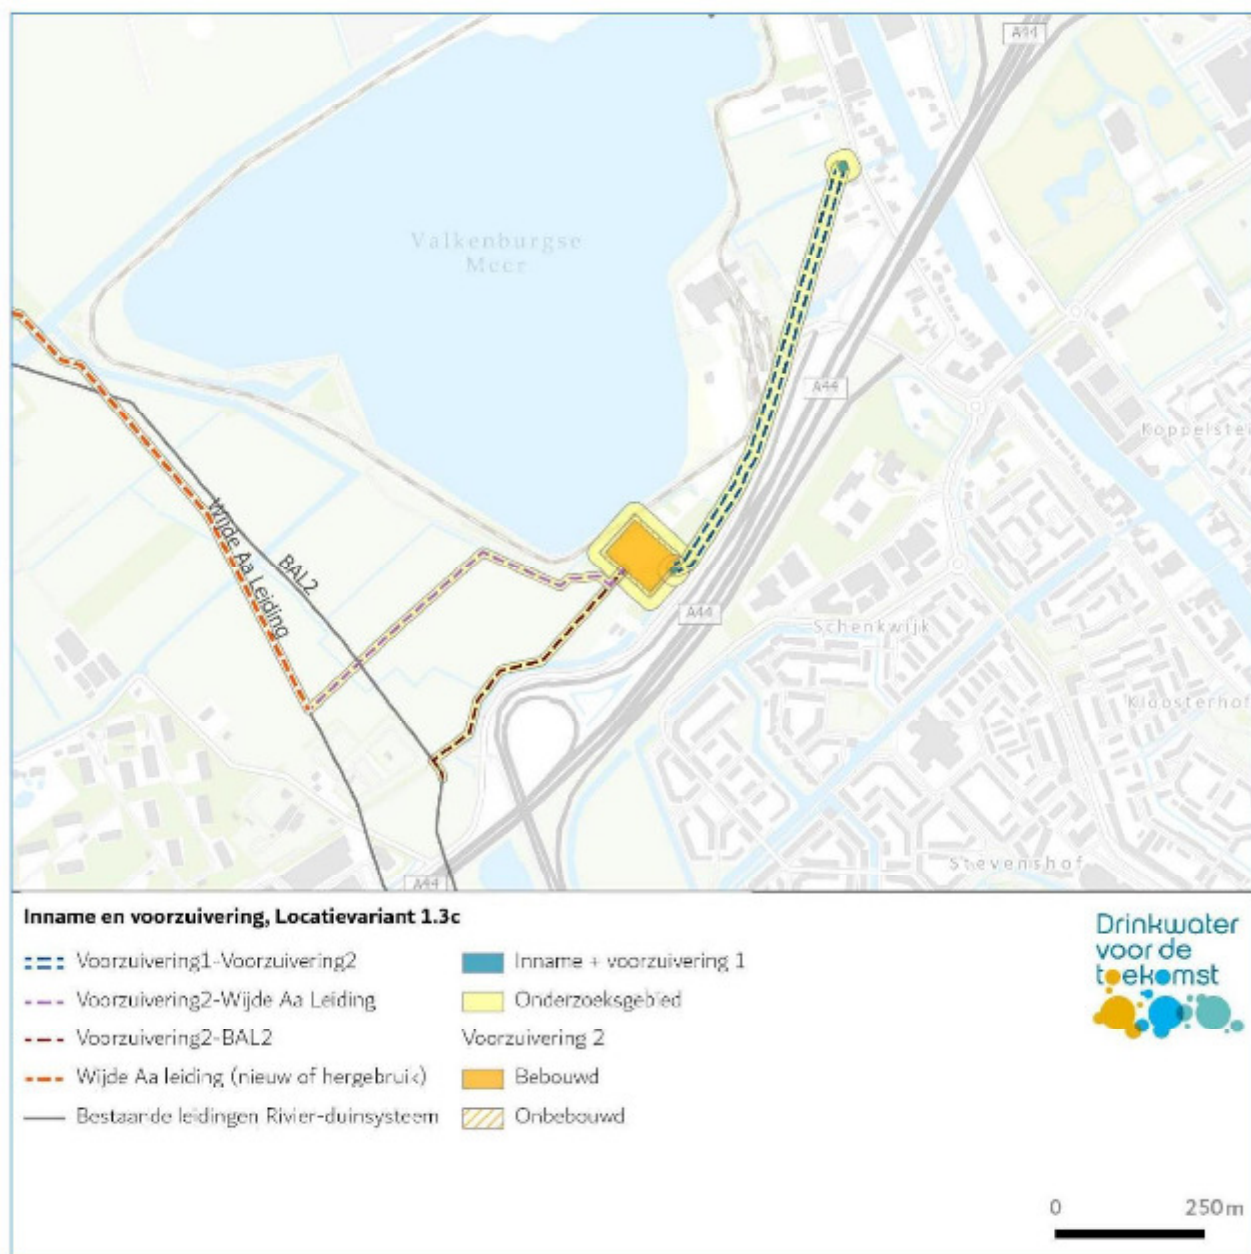 A44
Valkenburgse
Meer
A44
Koppelste
Wijde Aa Leiding
BAL2
A44
Schenkwijk
Kloosterhof
Stevenshof
A44
Inname en voorzuivering, Locatievariant 1.3c
Voorzuivering1-Voorzuivering2
Voorzuivering2-Wijde Aa Leiding
Voorzuivering2-BAL2
Wijde Aa leiding (nieuw of hergebruik)
Bestaande leidingen Rivier-duinsysteem
Inname + voorzuivering 1
Onderzoeksgebied
Voorzuivering 2
Bebouwd
Onbebouwd
Drinkwater
voor de
toekomst
0 250 m